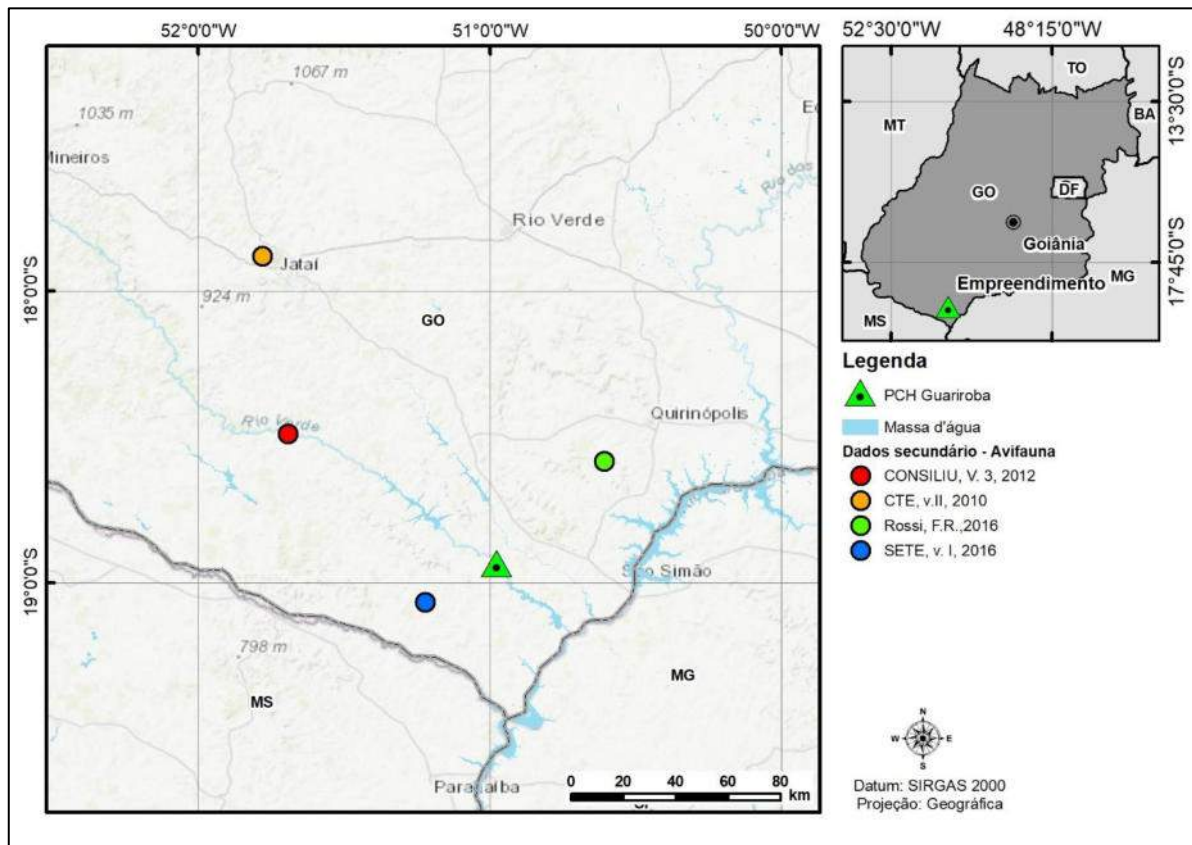 52°0'0"W
51°0'0"W
50°0'0"W
1067 m
1035 m
Mineiros
Rio dos
Rio Verde
Jataí
924 m
18°0'0"S
GO
Rio Verde
Quirinópolis
19°0'0"S
São Simão
798 m
MS
MG
Paranaíba
0 20 40 60 80
km
52°30'0"W
48°15'0"W
TO
13°30'0"S
BA
MT
GO
DF
Goiânia
17°45'0"S
MG
Empreendimento
MS
Legenda
PCH Guariroba
Massa d'água
Dados secundário - Avifauna
CONSILIU, V. 3, 2012
CTE, v.II, 2010
Rossi, F.R.,2016
SETE, v. I, 2016
N
W E
S
Datum: SIRGAS 2000
Projeção: Geográfica